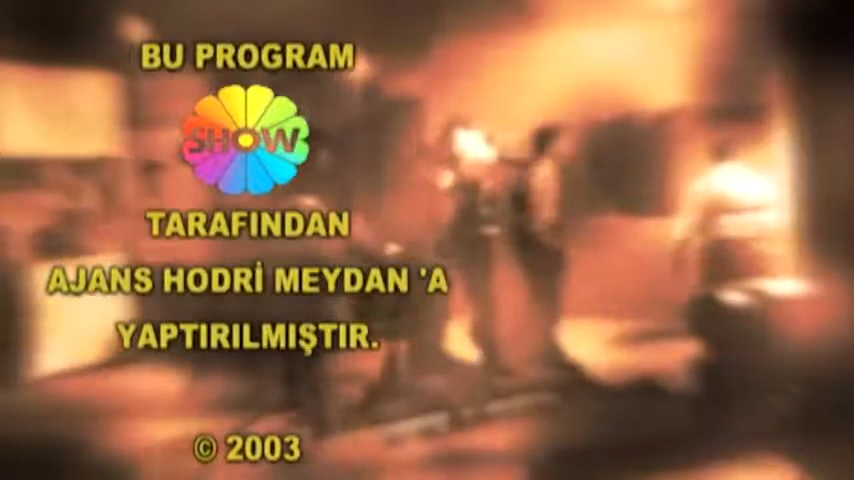 BU PROGRAM
SHOW
TARAFINDAN
AJANS HODRİ MEYDAN 'A
YAPTIRILMIŞTIR.
© 2003